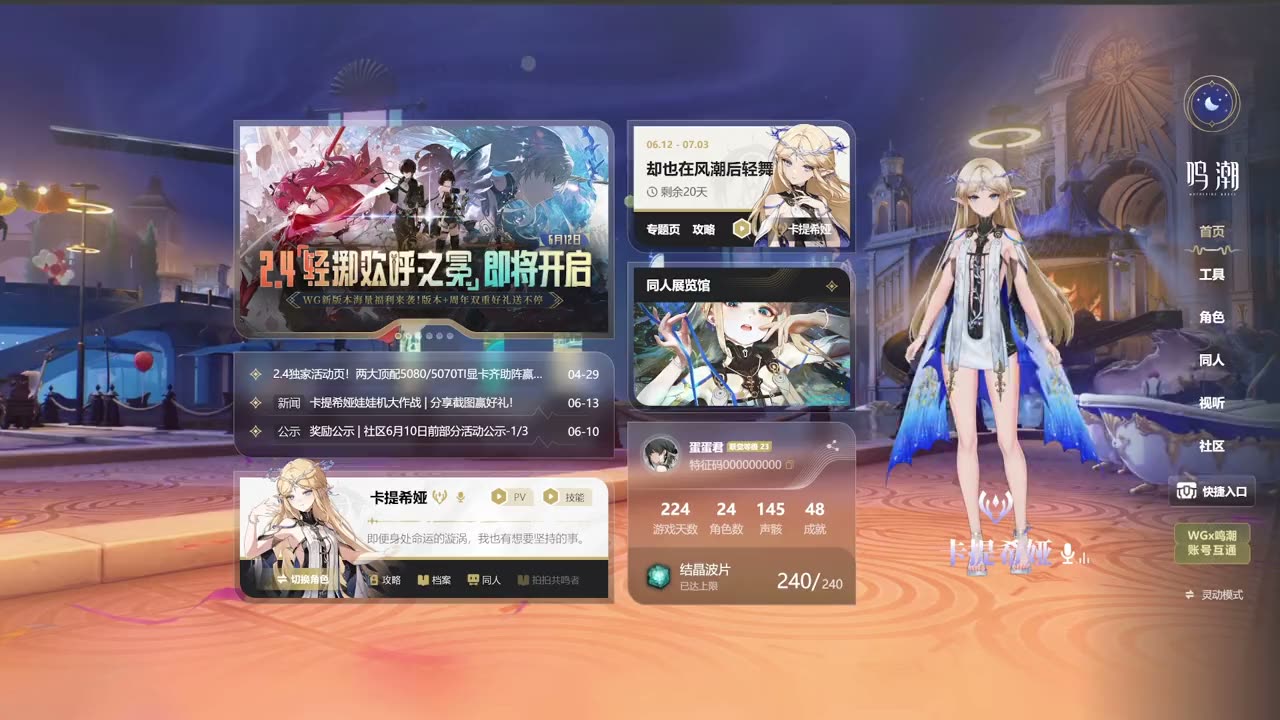 6月12日
2.4「轻溯欢呼之冕」即将开启
WG新版本海量福利来袭!版本+周年双重好礼送不停
2.4独家活动页！两大顶配5080/5070TI显卡齐助阵赢... 04-29
新闻 卡提希娅娃娃机大作战 | 分享截图赢好礼！ 06-13
公示 奖励公示 | 社区6月10日前部分活动公示-1/3 06-10
卡提希娅 PV 技能
即便身处命运的漩涡，我也有想要坚持的事。
切换角色 攻略 档案 同人 拍拍共鸣者
06.12 - 07.03
却也在风潮后轻舞
剩余20天
专题页 攻略 卡提希娅
同人展览馆
蛋蛋君 联觉等级 23
特征码000000000
224 24 145 48
游戏天数 角色数 声骸 成就
结晶波片
已达上限
240/240
卡提希娅
鸣潮
WUTHERING WAVES
首页
工具
角色
同人
视听
社区
快捷入口
WGx鸣潮
账号互通
灵动模式